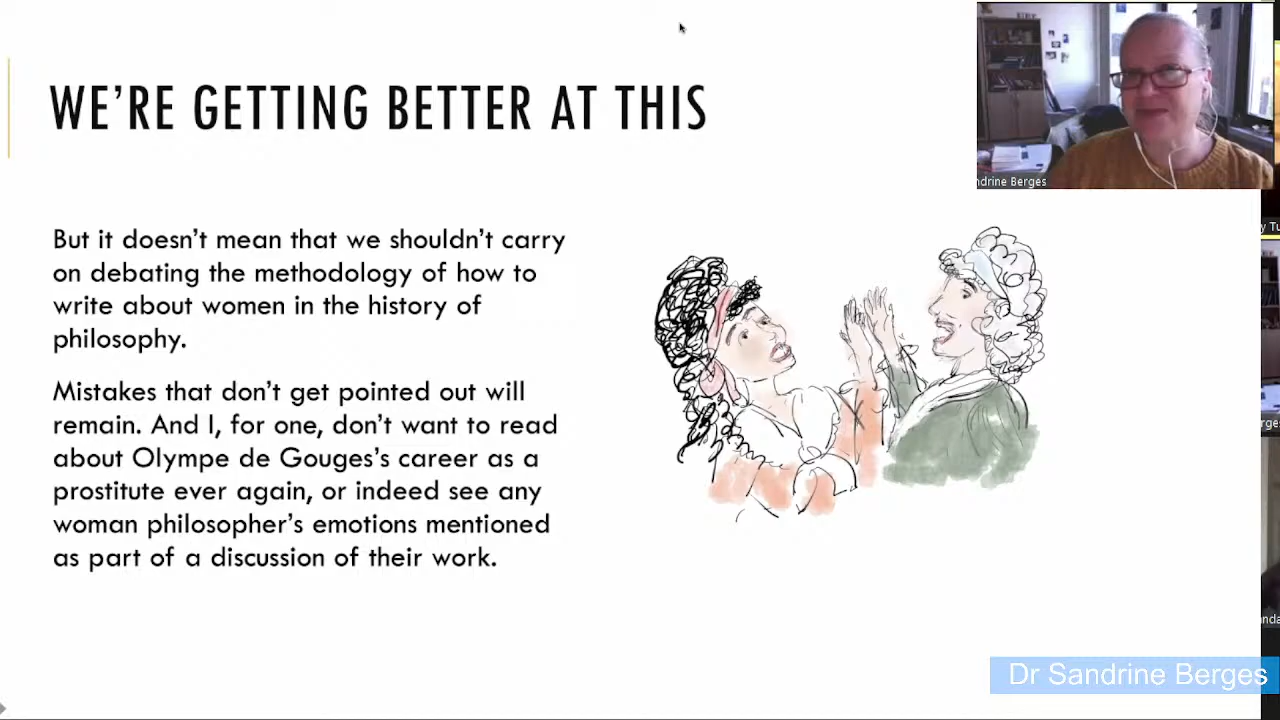 WE'RE GETTING BETTER AT THIS
But it doesn't mean that we shouldn't carry
on debating the methodology of how to
write about women in the history of
philosophy.
Mistakes that don't get pointed out will
remain. And I, for one, don't want to read
about Olympe de Gouges's career as a
prostitute ever again, or indeed see any
woman philosopher's emotions mentioned
as part of a discussion of their work.
ndrine Berges
Dr Sandrine Berges